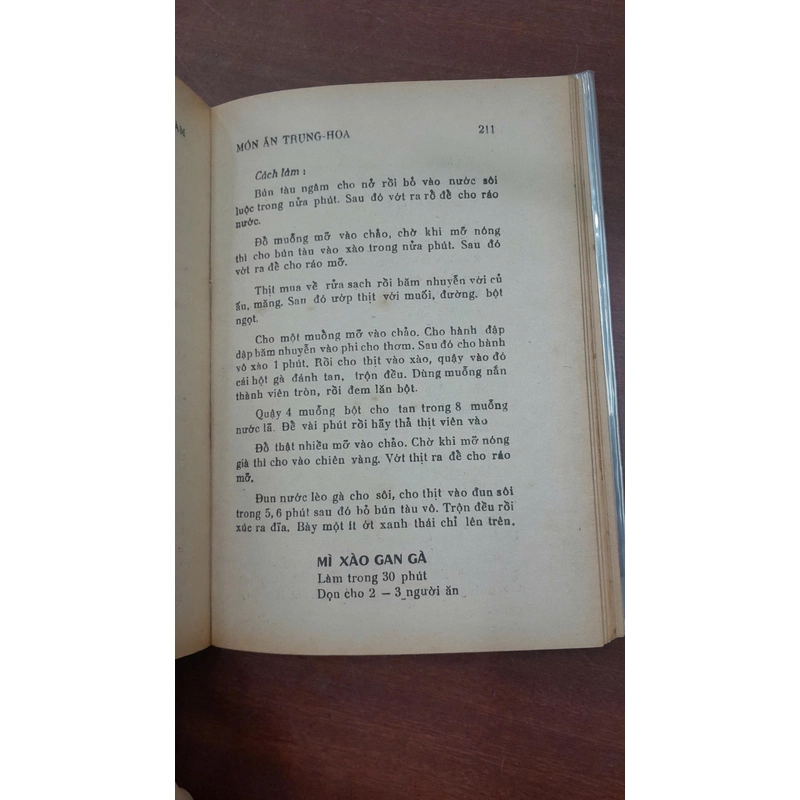 MÓN ĂN TRUNG-HOA 211
Cách làm :
Bún tàu ngâm cho nở rồi bỏ vào nước sôi
luộc trong nửa phút. Sau đó vớt ra rổ để cho ráo
nước.
Đổ muỗng mỡ vào chảo, chờ khi mỡ nóng
thì cho bún tàu vào xào trong nửa phút. Sau đó
vớt ra để cho ráo mỡ.
Thịt mua về rửa sạch rồi băm nhuyễn với củ
ấu, măng. Sau đó ướp thịt với muối, đường. bột
ngọt.
Cho một muỗng mỡ vào chảo. Cho hành đập
dập băm nhuyễn vào phi cho thơm. Sau đó cho hành
vô xào 1 phút. Rồi cho thịt vào xào, quậy vào đó
cái hột gà đánh tan, trộn đều. Dùng muỗng nắn
thành viên tròn, rồi đem lăn bột.
Quậy 4 muỗng bột cho tan trong 8 muỗng
nước lã. Để vài phút rồi hãy thả thịt viên vào
Đổ thật nhiều mỡ vào chảo. Chờ khi mỡ nóng
già thì cho vào chiên vàng. Vớt thịt ra để cho ráo
mỡ.
Đun nước lèo gà cho sôi, cho thịt vào đun sôi
trong 5, 6 phút sau đó bỏ bún tàu vô. Trộn đều rồi
xúc ra đĩa. Bày một ít ớt xanh thái chỉ lên trên.
MÌ XÀO GAN GÀ
Làm trong 30 phút
Dọn cho 2 — 3 người ăn